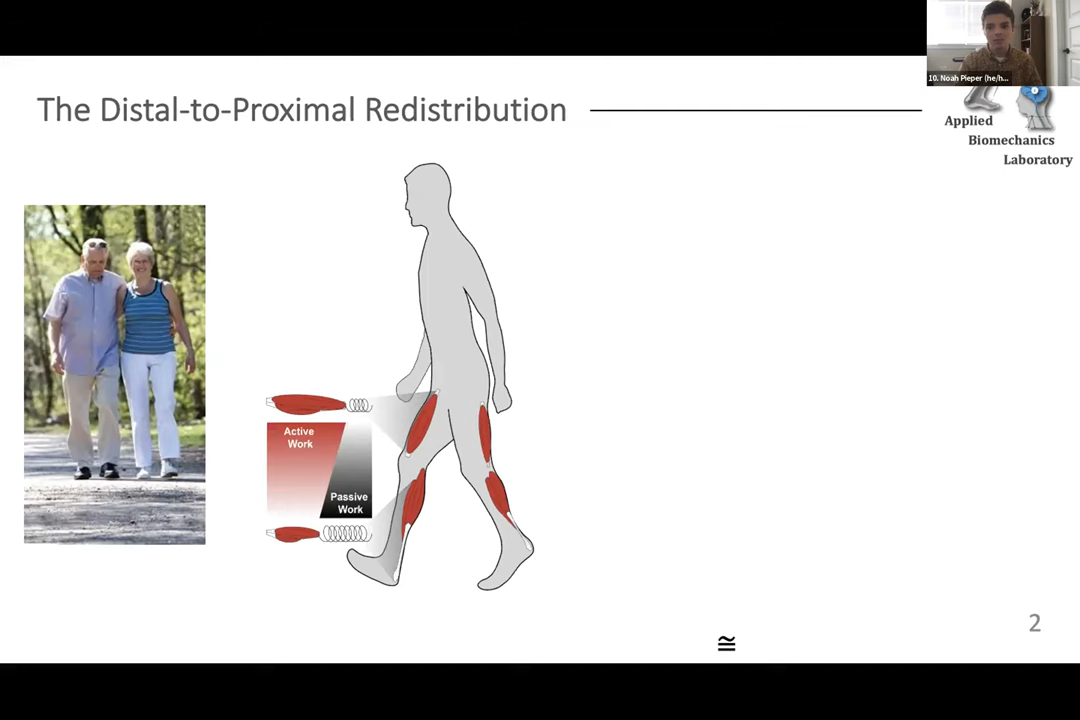 10. Noah Pieper (he/h...
The Distal-to-Proximal Redistribution
Applied
Biomechanics
Laboratory
Active
Work
Passive
Work
2
≅